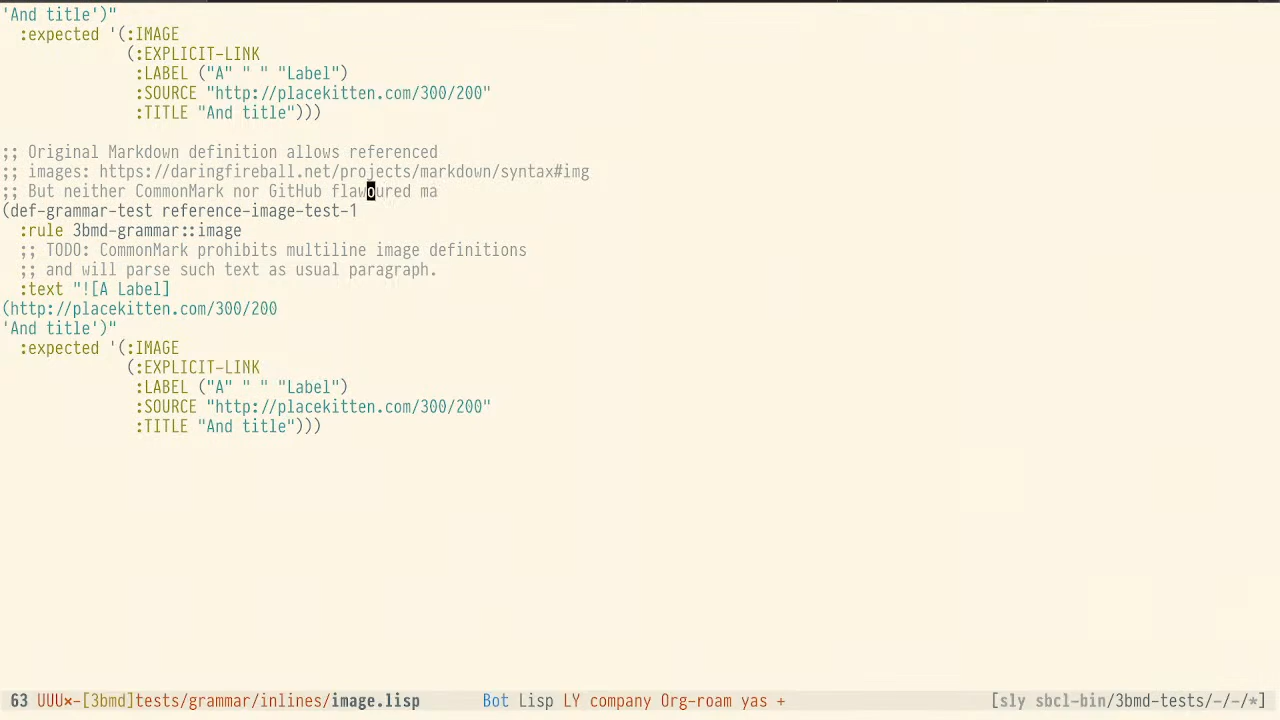 'And title')"
  :expected '(:IMAGE
              (:EXPLICIT-LINK
               :LABEL ("A" " " "Label")
               :SOURCE "http://placekitten.com/300/200"
               :TITLE "And title")))
;; Original Markdown definition allows referenced
;; images: https://daringfireball.net/projects/markdown/syntax#img
;; But neither CommonMark nor GitHub flavoured ma
(def-grammar-test reference-image-test-1
  :rule 3bmd-grammar::image
  ;; TODO: CommonMark prohibits multiline image definitions
  ;; and will parse such text as usual paragraph.
  :text "![A Label]
(http://placekitten.com/300/200
'And title')"
  :expected '(:IMAGE
              (:EXPLICIT-LINK
               :LABEL ("A" " " "Label")
               :SOURCE "http://placekitten.com/300/200"
               :TITLE "And title")))
63 UUU×-[3bmd]tests/grammar/inlines/image.lisp Bot Lisp LY company Org-roam yas + [sly sbcl-bin/3bmd-tests/-/-/*]